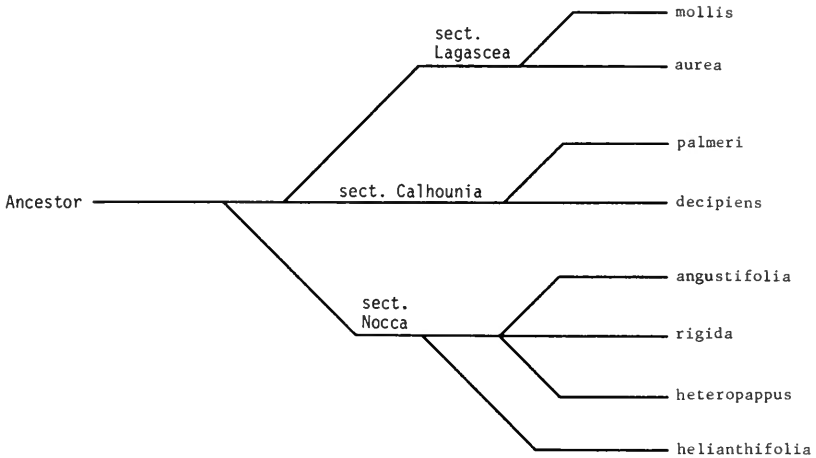 mollis
sect.
Lagascea
aurea
palmeri
sect. Calhounia
Ancestor
decipiens
angustifolia
sect.
Nocca
rigida
heteropappus
helianthifolia